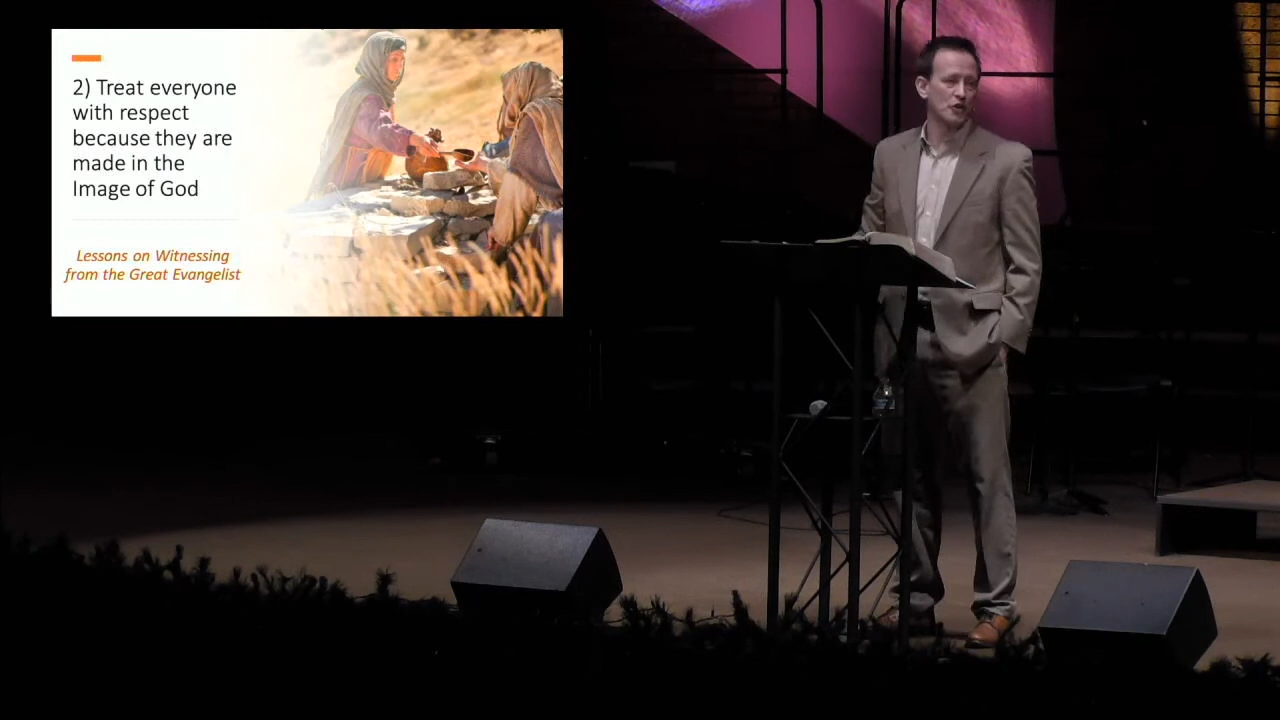 2) Treat everyone
with respect
because they are
made in the
Image of God
Lessons on Witnessing
from the Great Evangelist